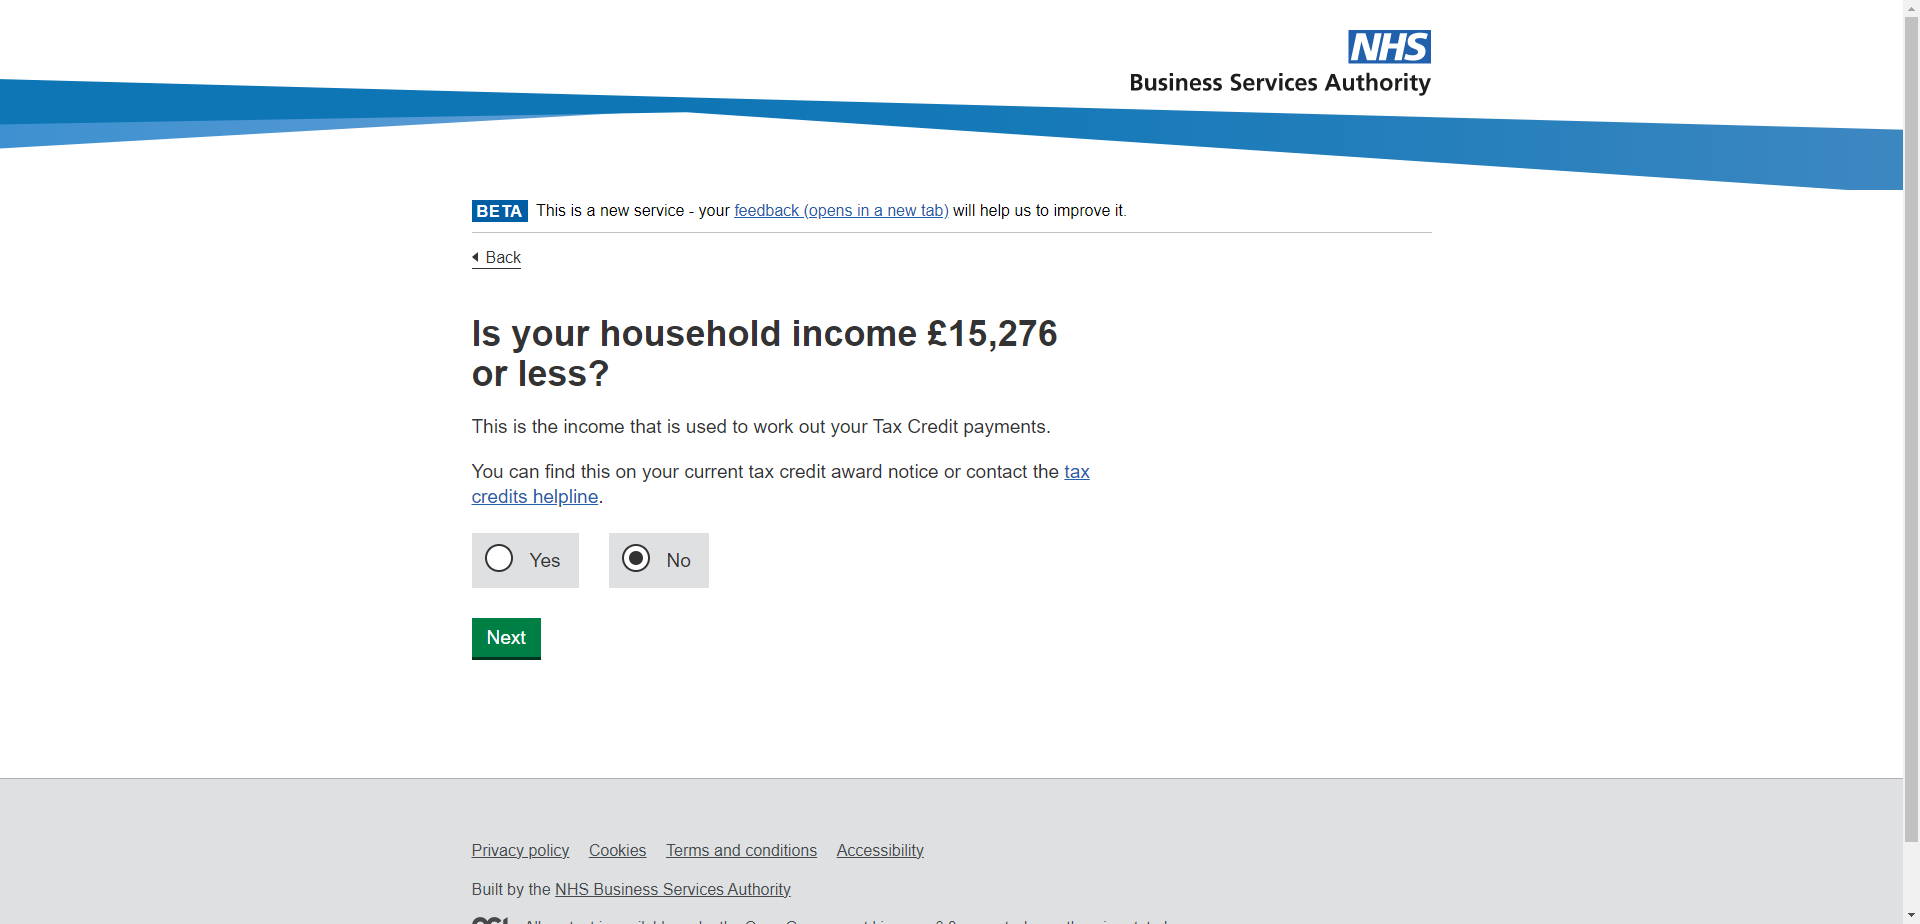 NHS
Business Services Authority
BETA This is a new service - your feedback (opens in a new tab) will help us to improve it.
Back
Is your household income £15,276
or less?
This is the income that is used to work out your Tax Credit payments.
You can find this on your current tax credit award notice or contact the tax
credits helpline.
Yes No
Next
Privacy policy Cookies Terms and conditions Accessibility
Built by the NHS Business Services Authority